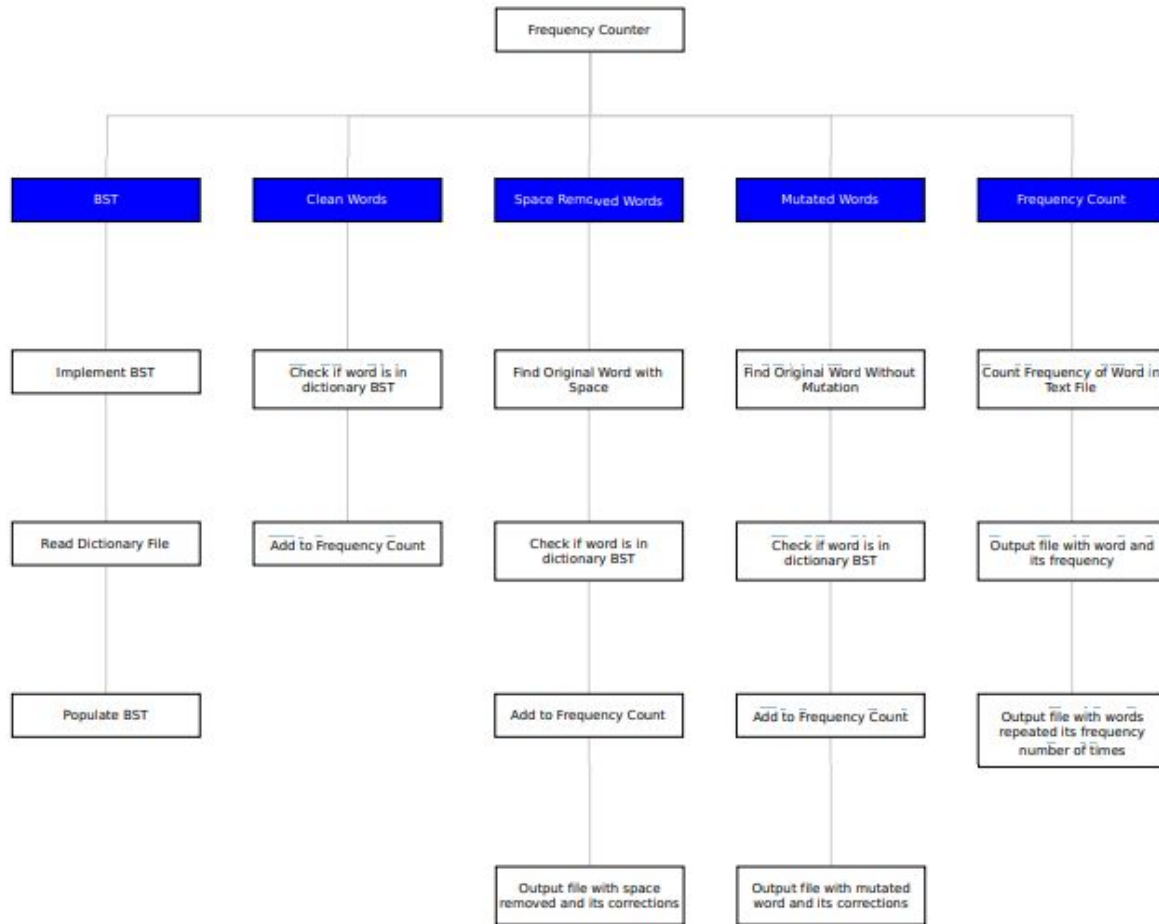 Frequency Counter
BST
Clean Words
Space Removed Words
Mutated Words
Frequency Count
Implement BST
Check if word is in
dictionary BST
Find Original Word with
Space
Find Original Word Without
Mutation
Count Frequency of Word in
Text File
Read Dictionary File
Add to Frequency Count
Check if word is in
dictionary BST
Check if word is in
dictionary BST
Output file with word and
its frequency
Populate BST
Add to Frequency Count
Add to Frequency Count
Output file with words
repeated its frequency
number of times
Output file with space
removed and its corrections
Output file with mutated
word and its corrections